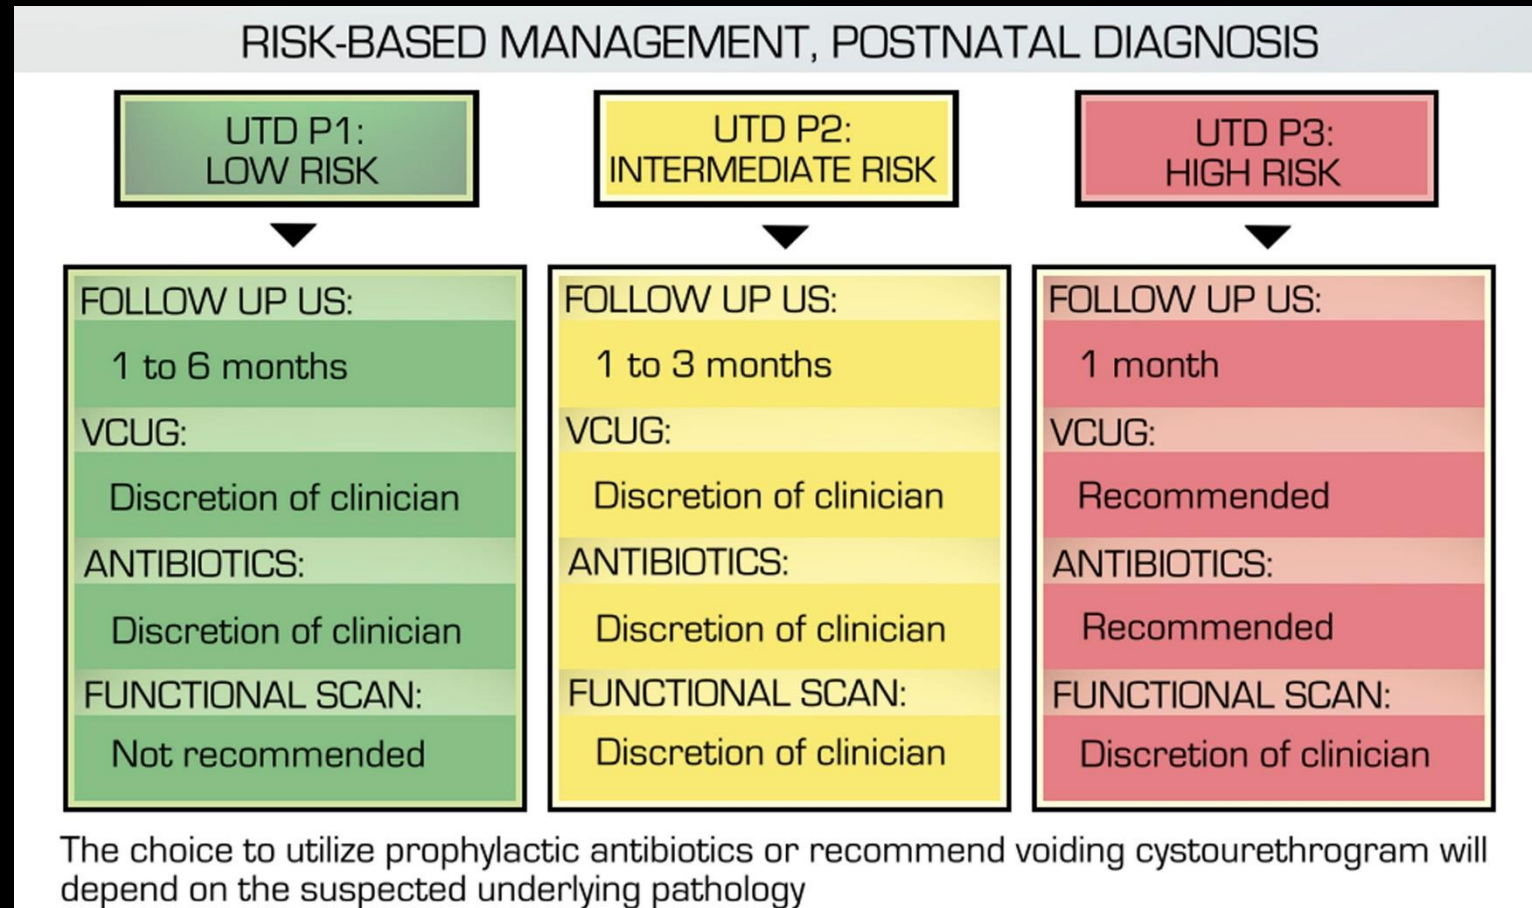 RISK-BASED MANAGEMENT, POSTNATAL DIAGNOSIS
UTD P1:
LOW RISK
FOLLOW UP US:
1 to 6 months
VCUG:
Discretion of clinician
ANTIBIOTICS:
Discretion of clinician
FUNCTIONAL SCAN:
Not recommended
UTD P2:
INTERMEDIATE RISK
FOLLOW UP US:
1 to 3 months
VCUG:
Discretion of clinician
ANTIBIOTICS:
Discretion of clinician
FUNCTIONAL SCAN:
Discretion of clinician
UTD P3:
HIGH RISK
FOLLOW UP US:
1 month
VCUG:
Recommended
ANTIBIOTICS:
Recommended
FUNCTIONAL SCAN:
Discretion of clinician
The choice to utilize prophylactic antibiotics or recommend voiding cystourethrogram will
depend on the suspected underlying pathology